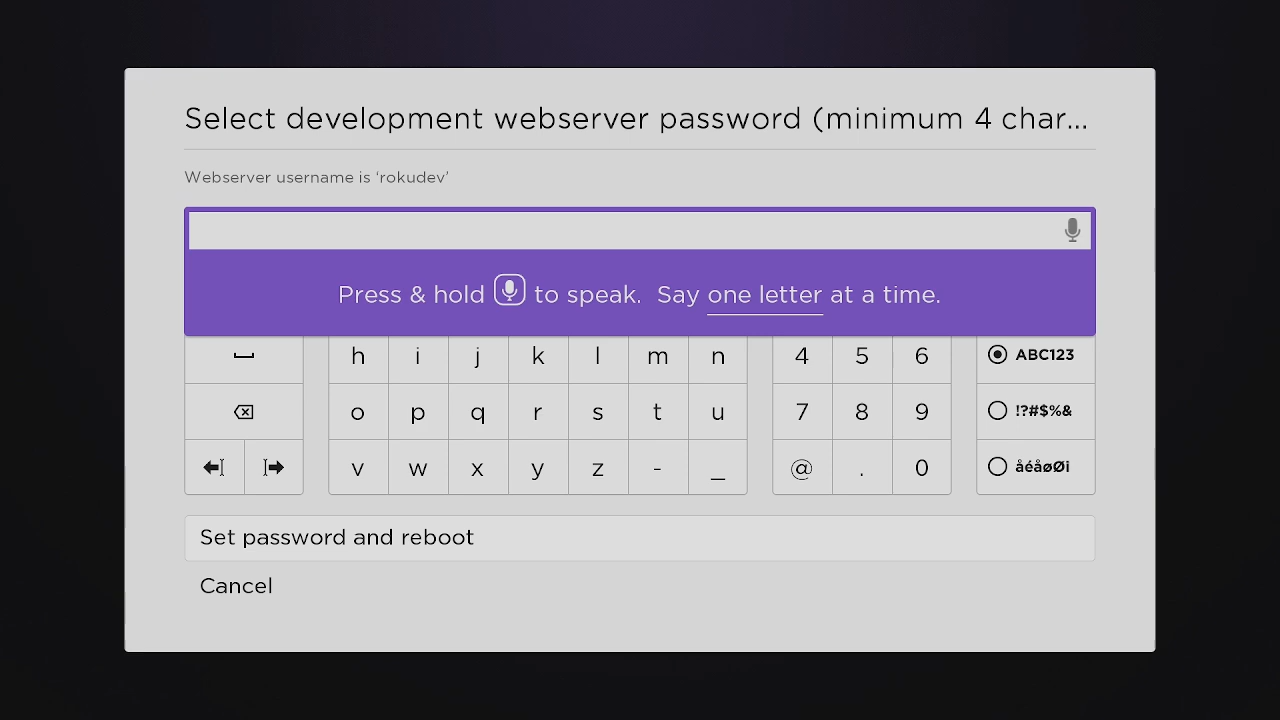 Select development webserver password (minimum 4 char...
Webserver username is ‘rokudev’
Press & hold to speak. Say one letter at a time.
h i j k l m n 4 5 6 ABC123
o p q r s t u 7 8 9 !?#$%&
v w x y z - _ @ . 0 åéåøØi
Set password and reboot
Cancel